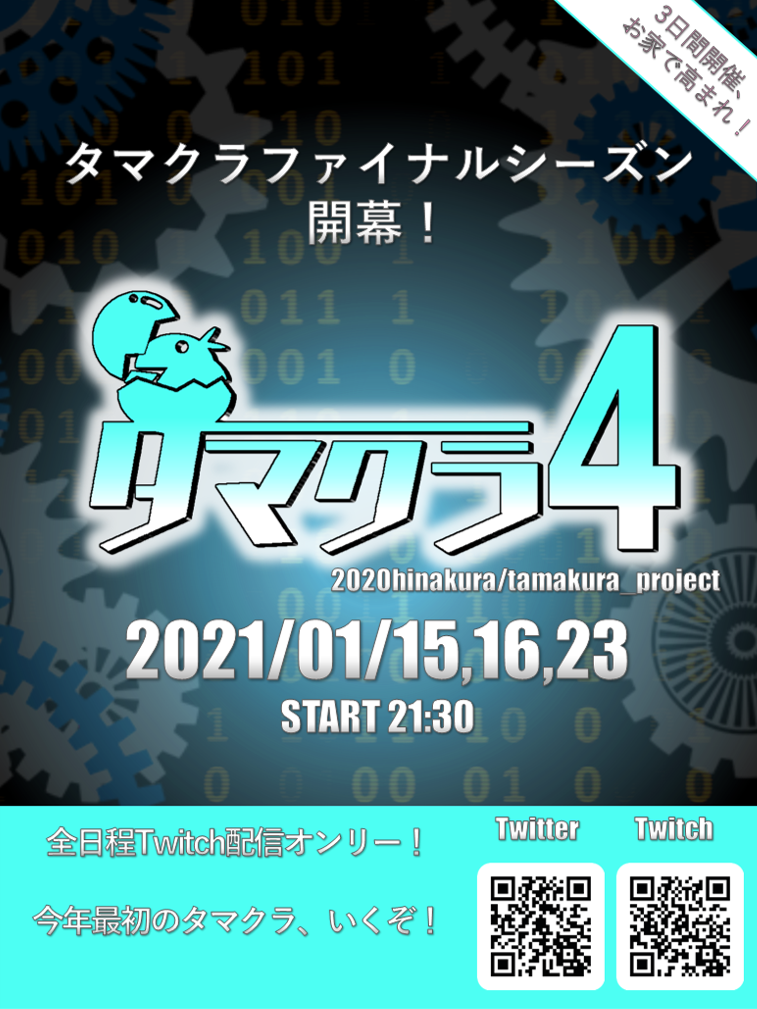 3日間開催、
お家で高まれ！
タマクラファイナルシーズン
開幕！
タマクラ4
2020hinakura/tamakura_project
2021/01/15,16,23
START 21:30
全日程Twitch配信オンリー！
今年最初のタマクラ、いくぞ！
Twitter
Twitch